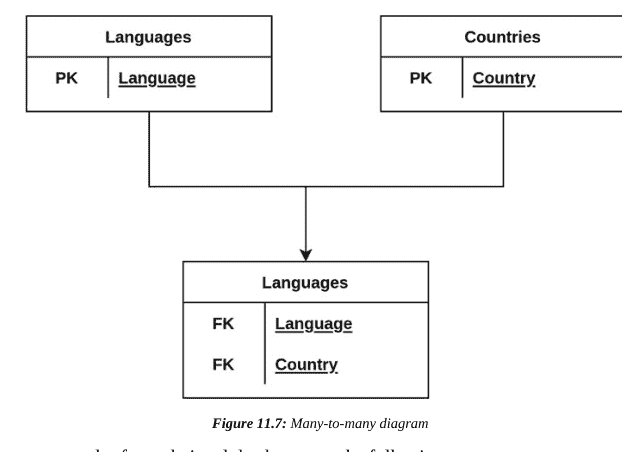 Languages
Countries
PK Language
PK Country
Languages
FK Language
FK Country
Figure 11.7: Many-to-many diagram